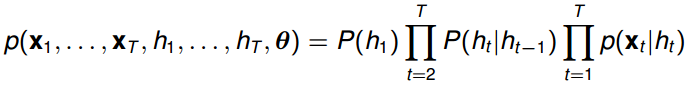 p(𝐱₁, . . . , 𝐱_T, h₁, . . . , h_T, 𝜽) = P(h₁) ∏_{t=2}^{T} P(h_t|h_{t−1}) ∏_{t=1}^{T} p(𝐱_t|h_t)